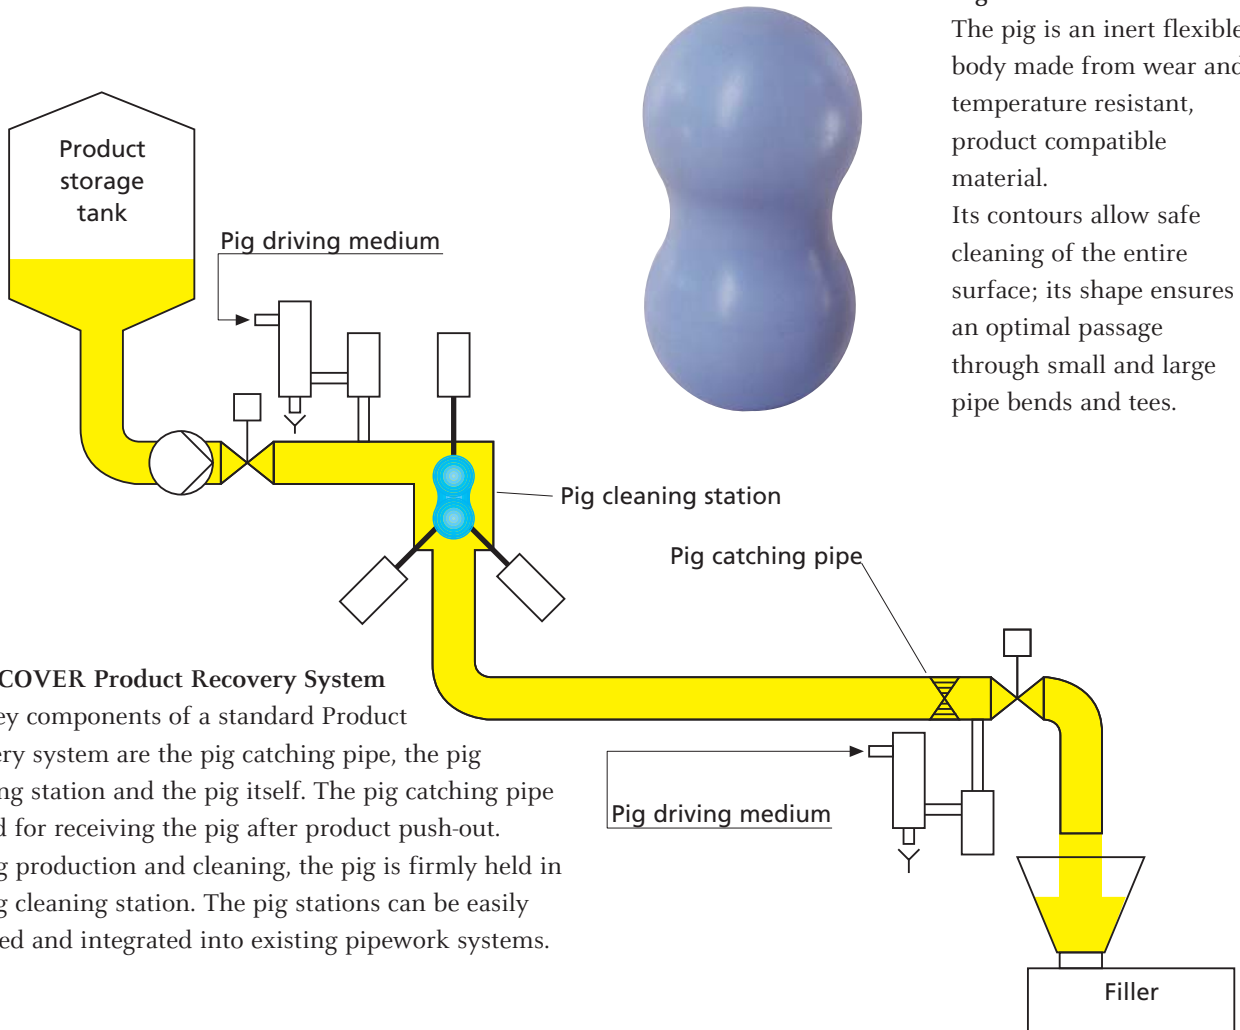 The pig is an inert flexible
body made from wear and
temperature resistant,
product compatible
material.
Its contours allow safe
cleaning of the entire
surface; its shape ensures
an optimal passage
through small and large
pipe bends and tees.
Product
storage
tank
Pig driving medium
Pig cleaning station
Pig catching pipe
COVER Product Recovery System
ey components of a standard Product
ery system are the pig catching pipe, the pig
ng station and the pig itself. The pig catching pipe
d for receiving the pig after product push-out.
g production and cleaning, the pig is firmly held in
g cleaning station. The pig stations can be easily
ed and integrated into existing pipework systems.
Pig driving medium
Filler